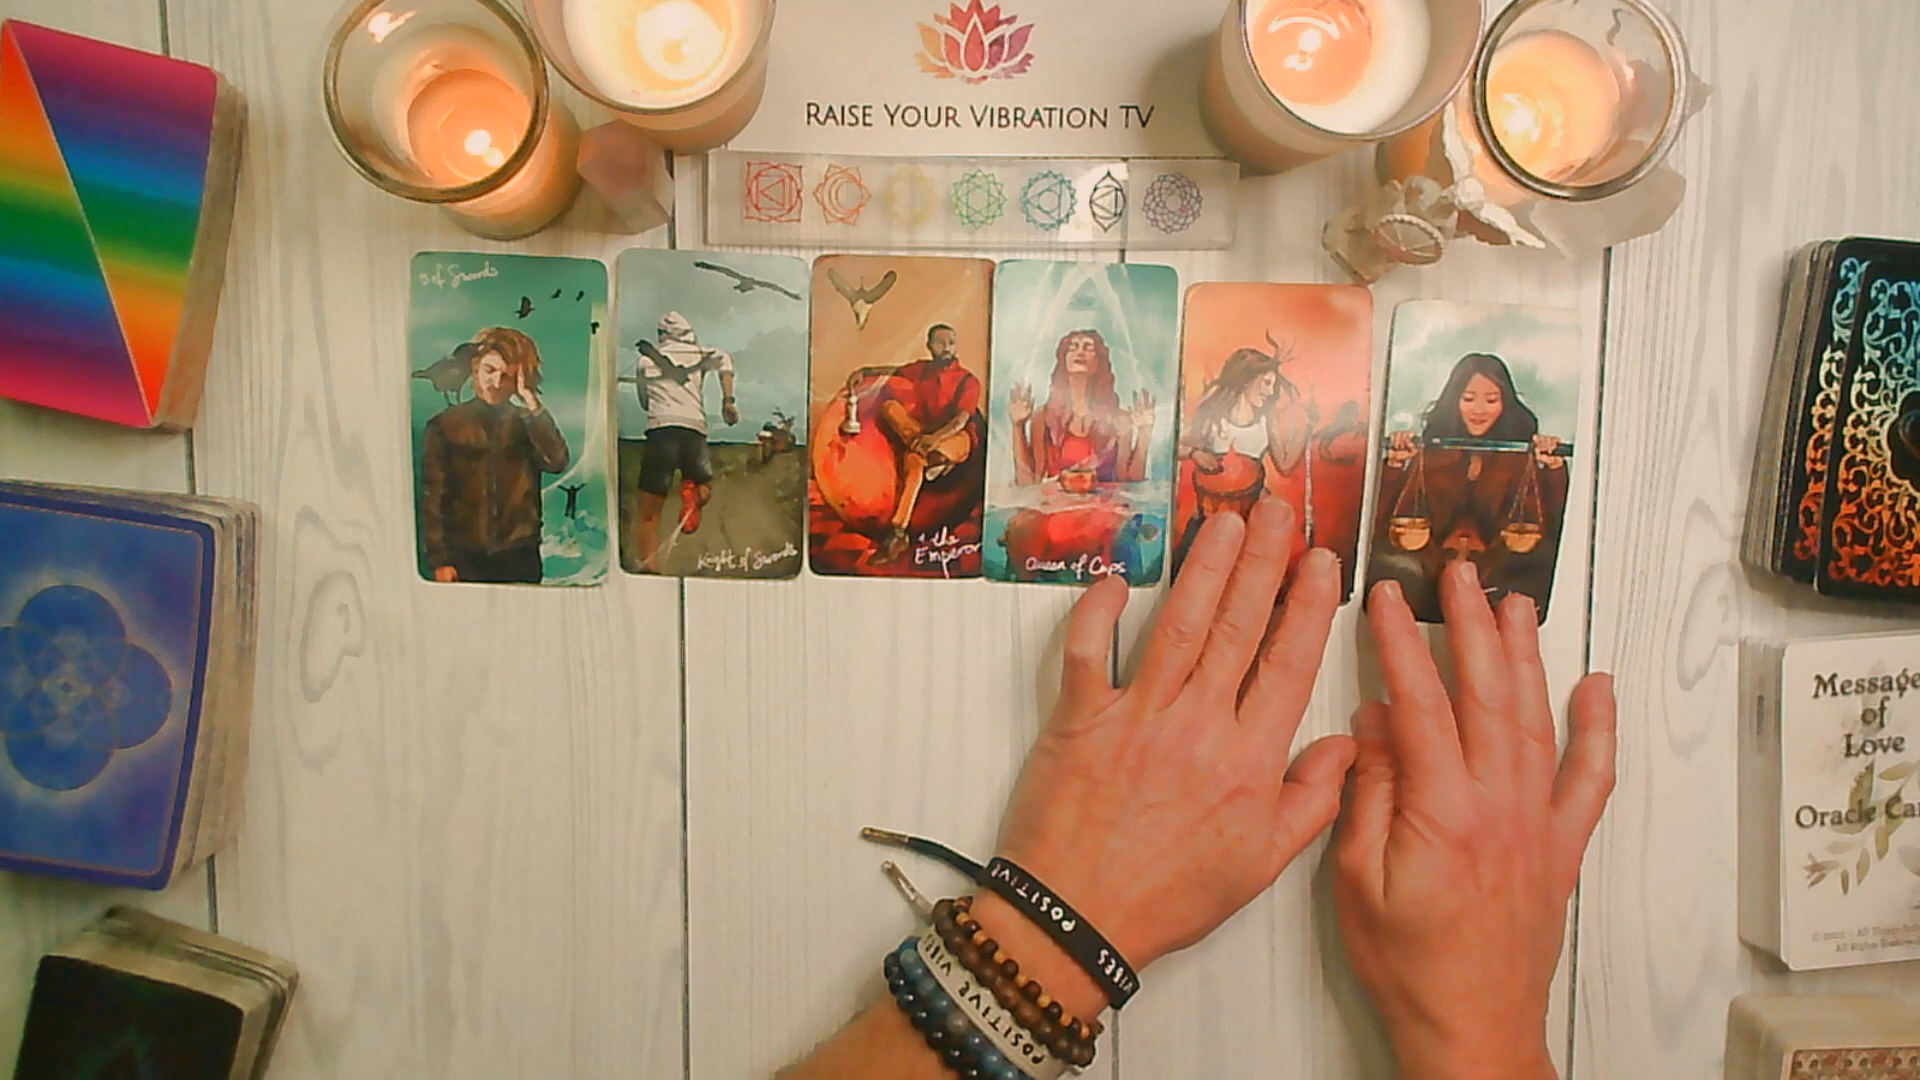 RAISE YOUR VIBRATION TV
5 of Swords
Knight of Swords
4 the
Emperor
Queen of Cups
Message
of
Love
Oracle
POSITIVE VIBES
POSITIVE VIBES